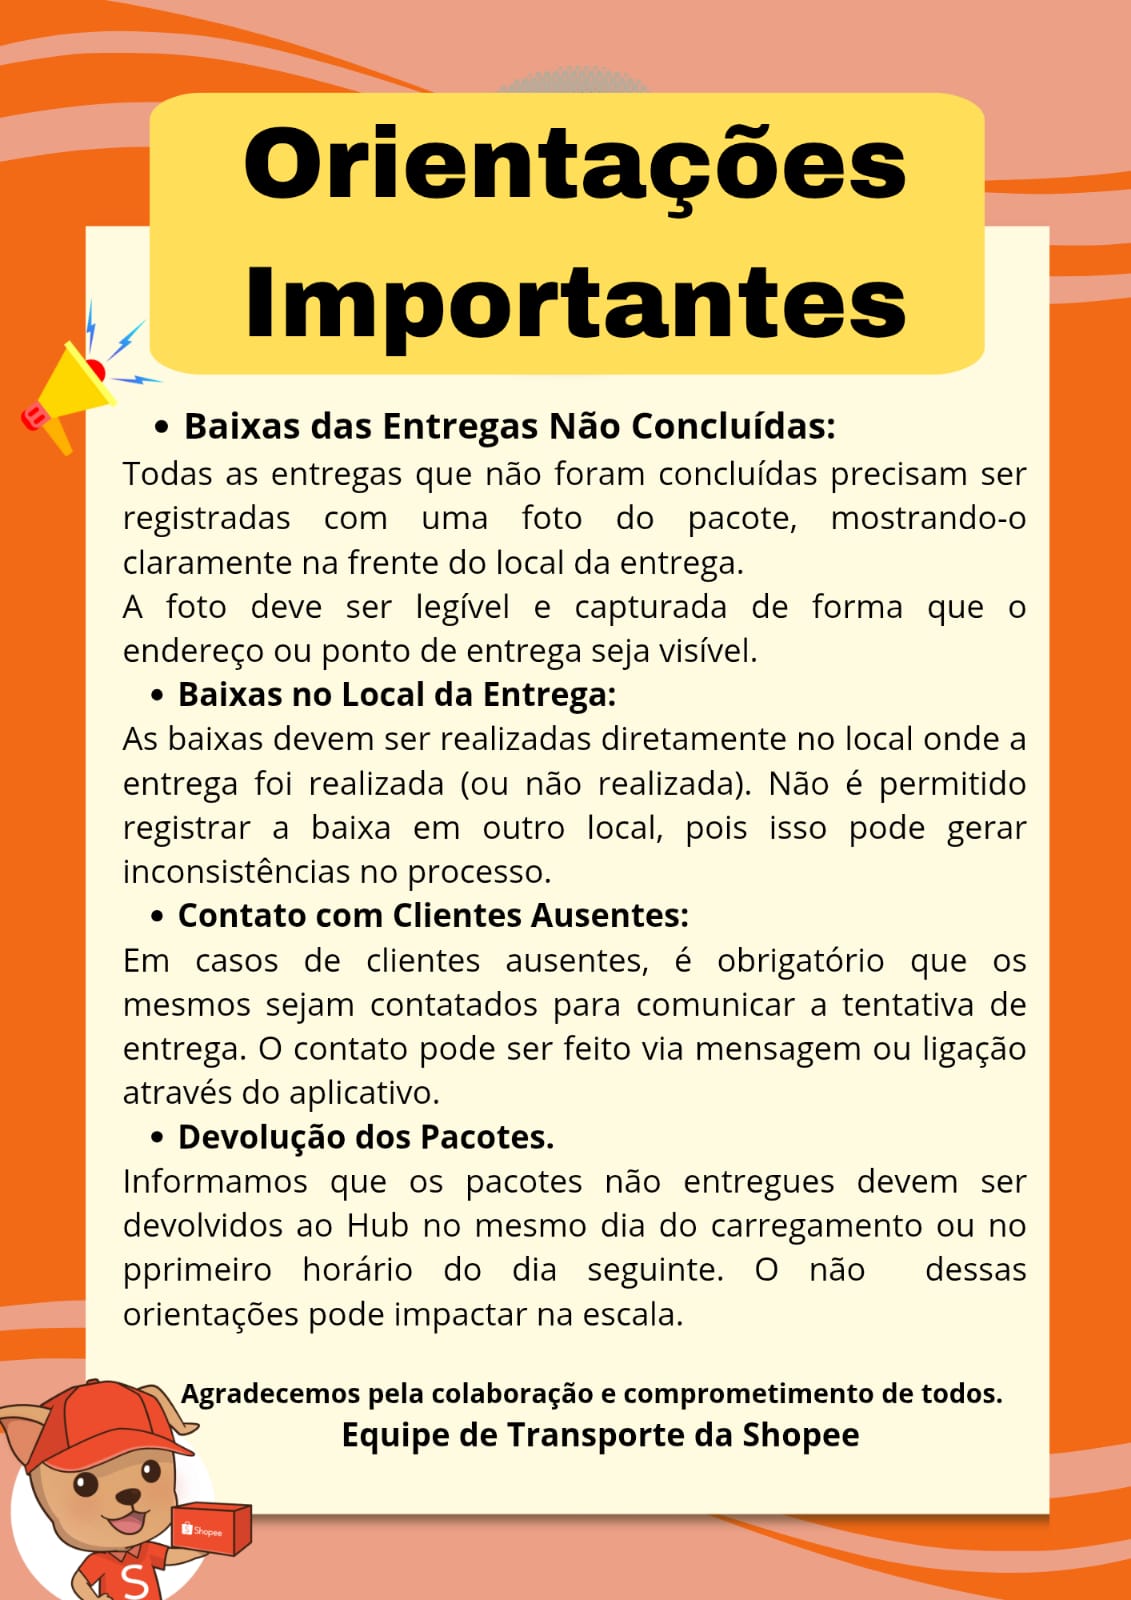 Orientações
Importantes
• Baixas das Entregas Não Concluídas:
Todas as entregas que não foram concluídas precisam ser
registradas com uma foto do pacote, mostrando-o
claramente na frente do local da entrega.
A foto deve ser legível e capturada de forma que o
endereço ou ponto de entrega seja visível.
• Baixas no Local da Entrega:
As baixas devem ser realizadas diretamente no local onde a
entrega foi realizada (ou não realizada). Não é permitido
registrar a baixa em outro local, pois isso pode gerar
inconsistências no processo.
• Contato com Clientes Ausentes:
Em casos de clientes ausentes, é obrigatório que os
mesmos sejam contatados para comunicar a tentativa de
entrega. O contato pode ser feito via mensagem ou ligação
através do aplicativo.
• Devolução dos Pacotes.
Informamos que os pacotes não entregues devem ser
devolvidos ao Hub no mesmo dia do carregamento ou no
pprimeiro horário do dia seguinte. O não dessas
orientações pode impactar na escala.
Agradecemos pela colaboração e comprometimento de todos.
Equipe de Transporte da Shopee
S Shopee
S